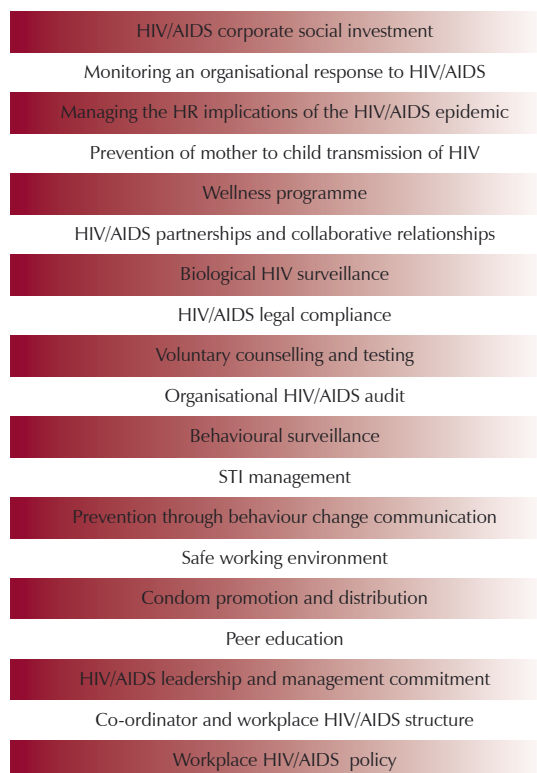 HIV/AIDS corporate social investment
Monitoring an organisational response to HIV/AIDS
Managing the HR implications of the HIV/AIDS epidemic
Prevention of mother to child transmission of HIV
Wellness programme
HIV/AIDS partnerships and collaborative relationships
Biological HIV surveillance
HIV/AIDS legal compliance
Voluntary counselling and testing
Organisational HIV/AIDS audit
Behavioural surveillance
STI management
Prevention through behaviour change communication
Safe working environment
Condom promotion and distribution
Peer education
HIV/AIDS leadership and management commitment
Co-ordinator and workplace HIV/AIDS structure
Workplace HIV/AIDS policy